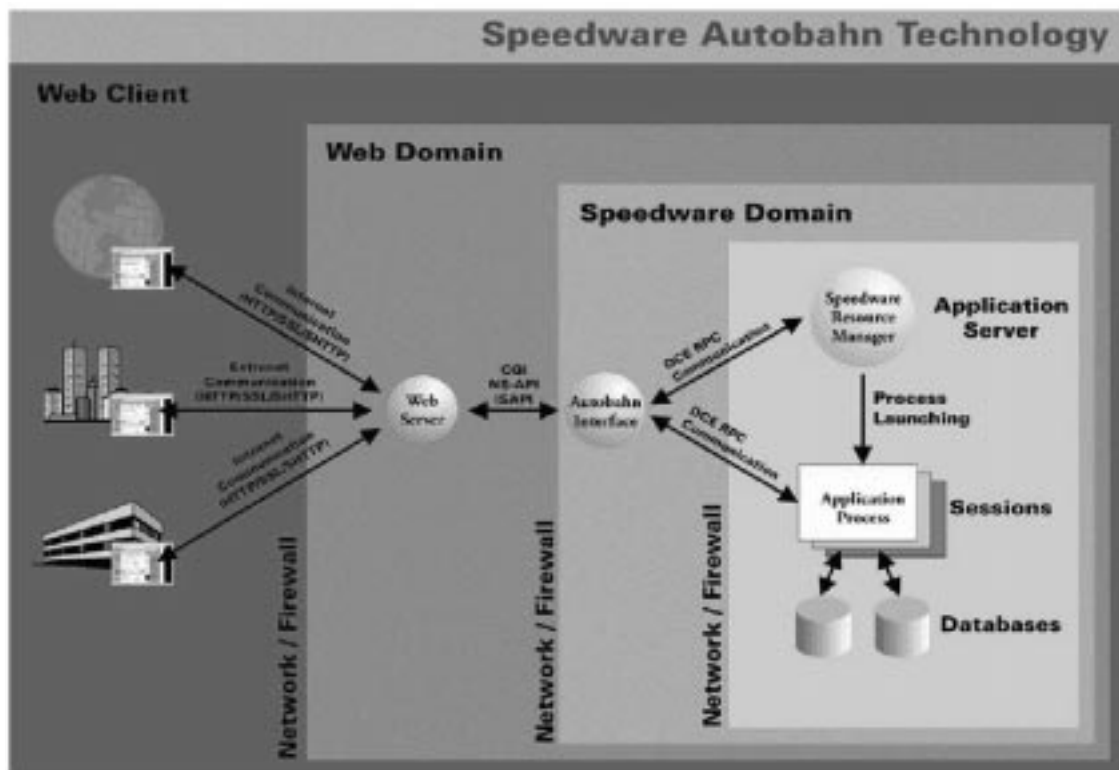 Speedware Autobahn Technology
Web Client
Web Domain
Speedware Domain
Internet
Communication
(HTTP/SSL/SHTTP)
Extranet
Communication
(HTTP/SSL/SHTTP)
Communication
(HTTP/SSL/SHTTP)
Web
Server
CGI
NS-API
ISAPI
Autobahn
Interface
DCE RPC
Communication
DCE RPC
Communication
Speedware
Resource
Manager
Application
Server
Process
Launching
Application
Process
Sessions
Databases
Network / Firewall
Network / Firewall
Network / Firewall